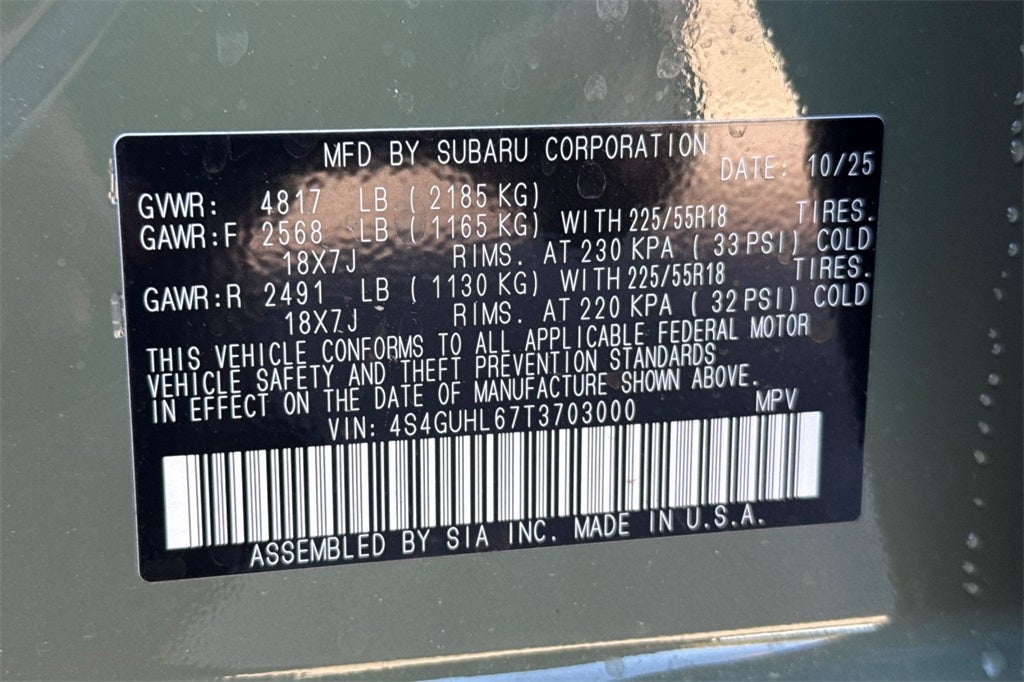 MFD BY SUBARU CORPORATION DATE: 10/25
GVWR: 4817 LB ( 2185 KG)
GAWR:F 2568 LB ( 1165 KG) WITH 225/55R18 TIRES.
18X7J RIMS. AT 230 KPA ( 33 PSI) COLD
GAWR:R 2491 LB ( 1130 KG) WITH 225/55R18 TIRES.
18X7J RIMS. AT 220 KPA ( 32 PSI) COLD
THIS VEHICLE CONFORMS TO ALL APPLICABLE FEDERAL MOTOR
VEHICLE SAFETY AND THEFT PREVENTION STANDARDS
IN EFFECT ON THE DATE OF MANUFACTURE SHOWN ABOVE.
VIN: 4S4GUHL67T3703000 MPV
ASSEMBLED BY SIA INC. MADE IN U.S.A.